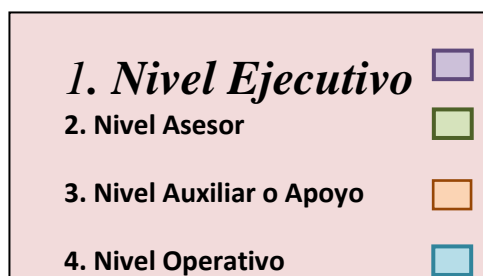 1. Nivel Ejecutivo
2. Nivel Asesor
3. Nivel Auxiliar o Apoyo
4. Nivel Operativo